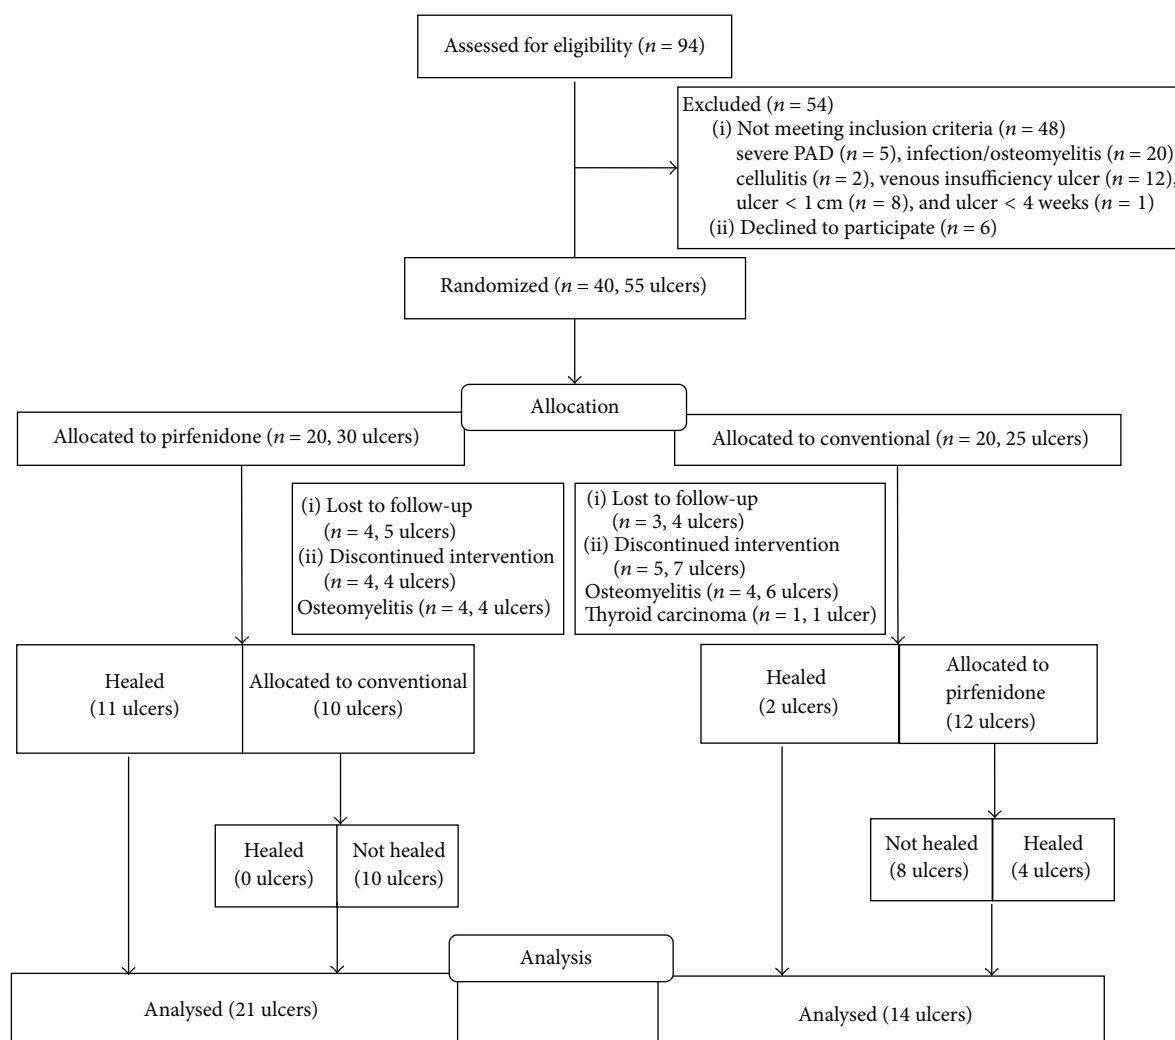 Assessed for eligibility (n = 94)
Excluded (n = 54)
(i) Not meeting inclusion criteria (n = 48)
severe PAD (n = 5), infection/osteomyelitis (n = 20)
cellulitis (n = 2), venous insufficiency ulcer (n = 12),
ulcer < 1 cm (n = 8), and ulcer < 4 weeks (n = 1)
(ii) Declined to participate (n = 6)
Randomized (n = 40, 55 ulcers)
Allocation
Allocated to pirfenidone (n = 20, 30 ulcers)
Allocated to conventional (n = 20, 25 ulcers)
(i) Lost to follow-up
(n = 4, 5 ulcers)
(ii) Discontinued intervention
(n = 4, 4 ulcers)
Osteomyelitis (n = 4, 4 ulcers)
(i) Lost to follow-up
(n = 3, 4 ulcers)
(ii) Discontinued intervention
(n = 5, 7 ulcers)
Osteomyelitis (n = 4, 6 ulcers)
Thyroid carcinoma (n = 1, 1 ulcer)
Healed
(11 ulcers)
Allocated to conventional
(10 ulcers)
Healed
(2 ulcers)
Allocated to
pirfenidone
(12 ulcers)
Healed
(0 ulcers)
Not healed
(10 ulcers)
Not healed
(8 ulcers)
Healed
(4 ulcers)
Analysis
Analysed (21 ulcers)
Analysed (14 ulcers)